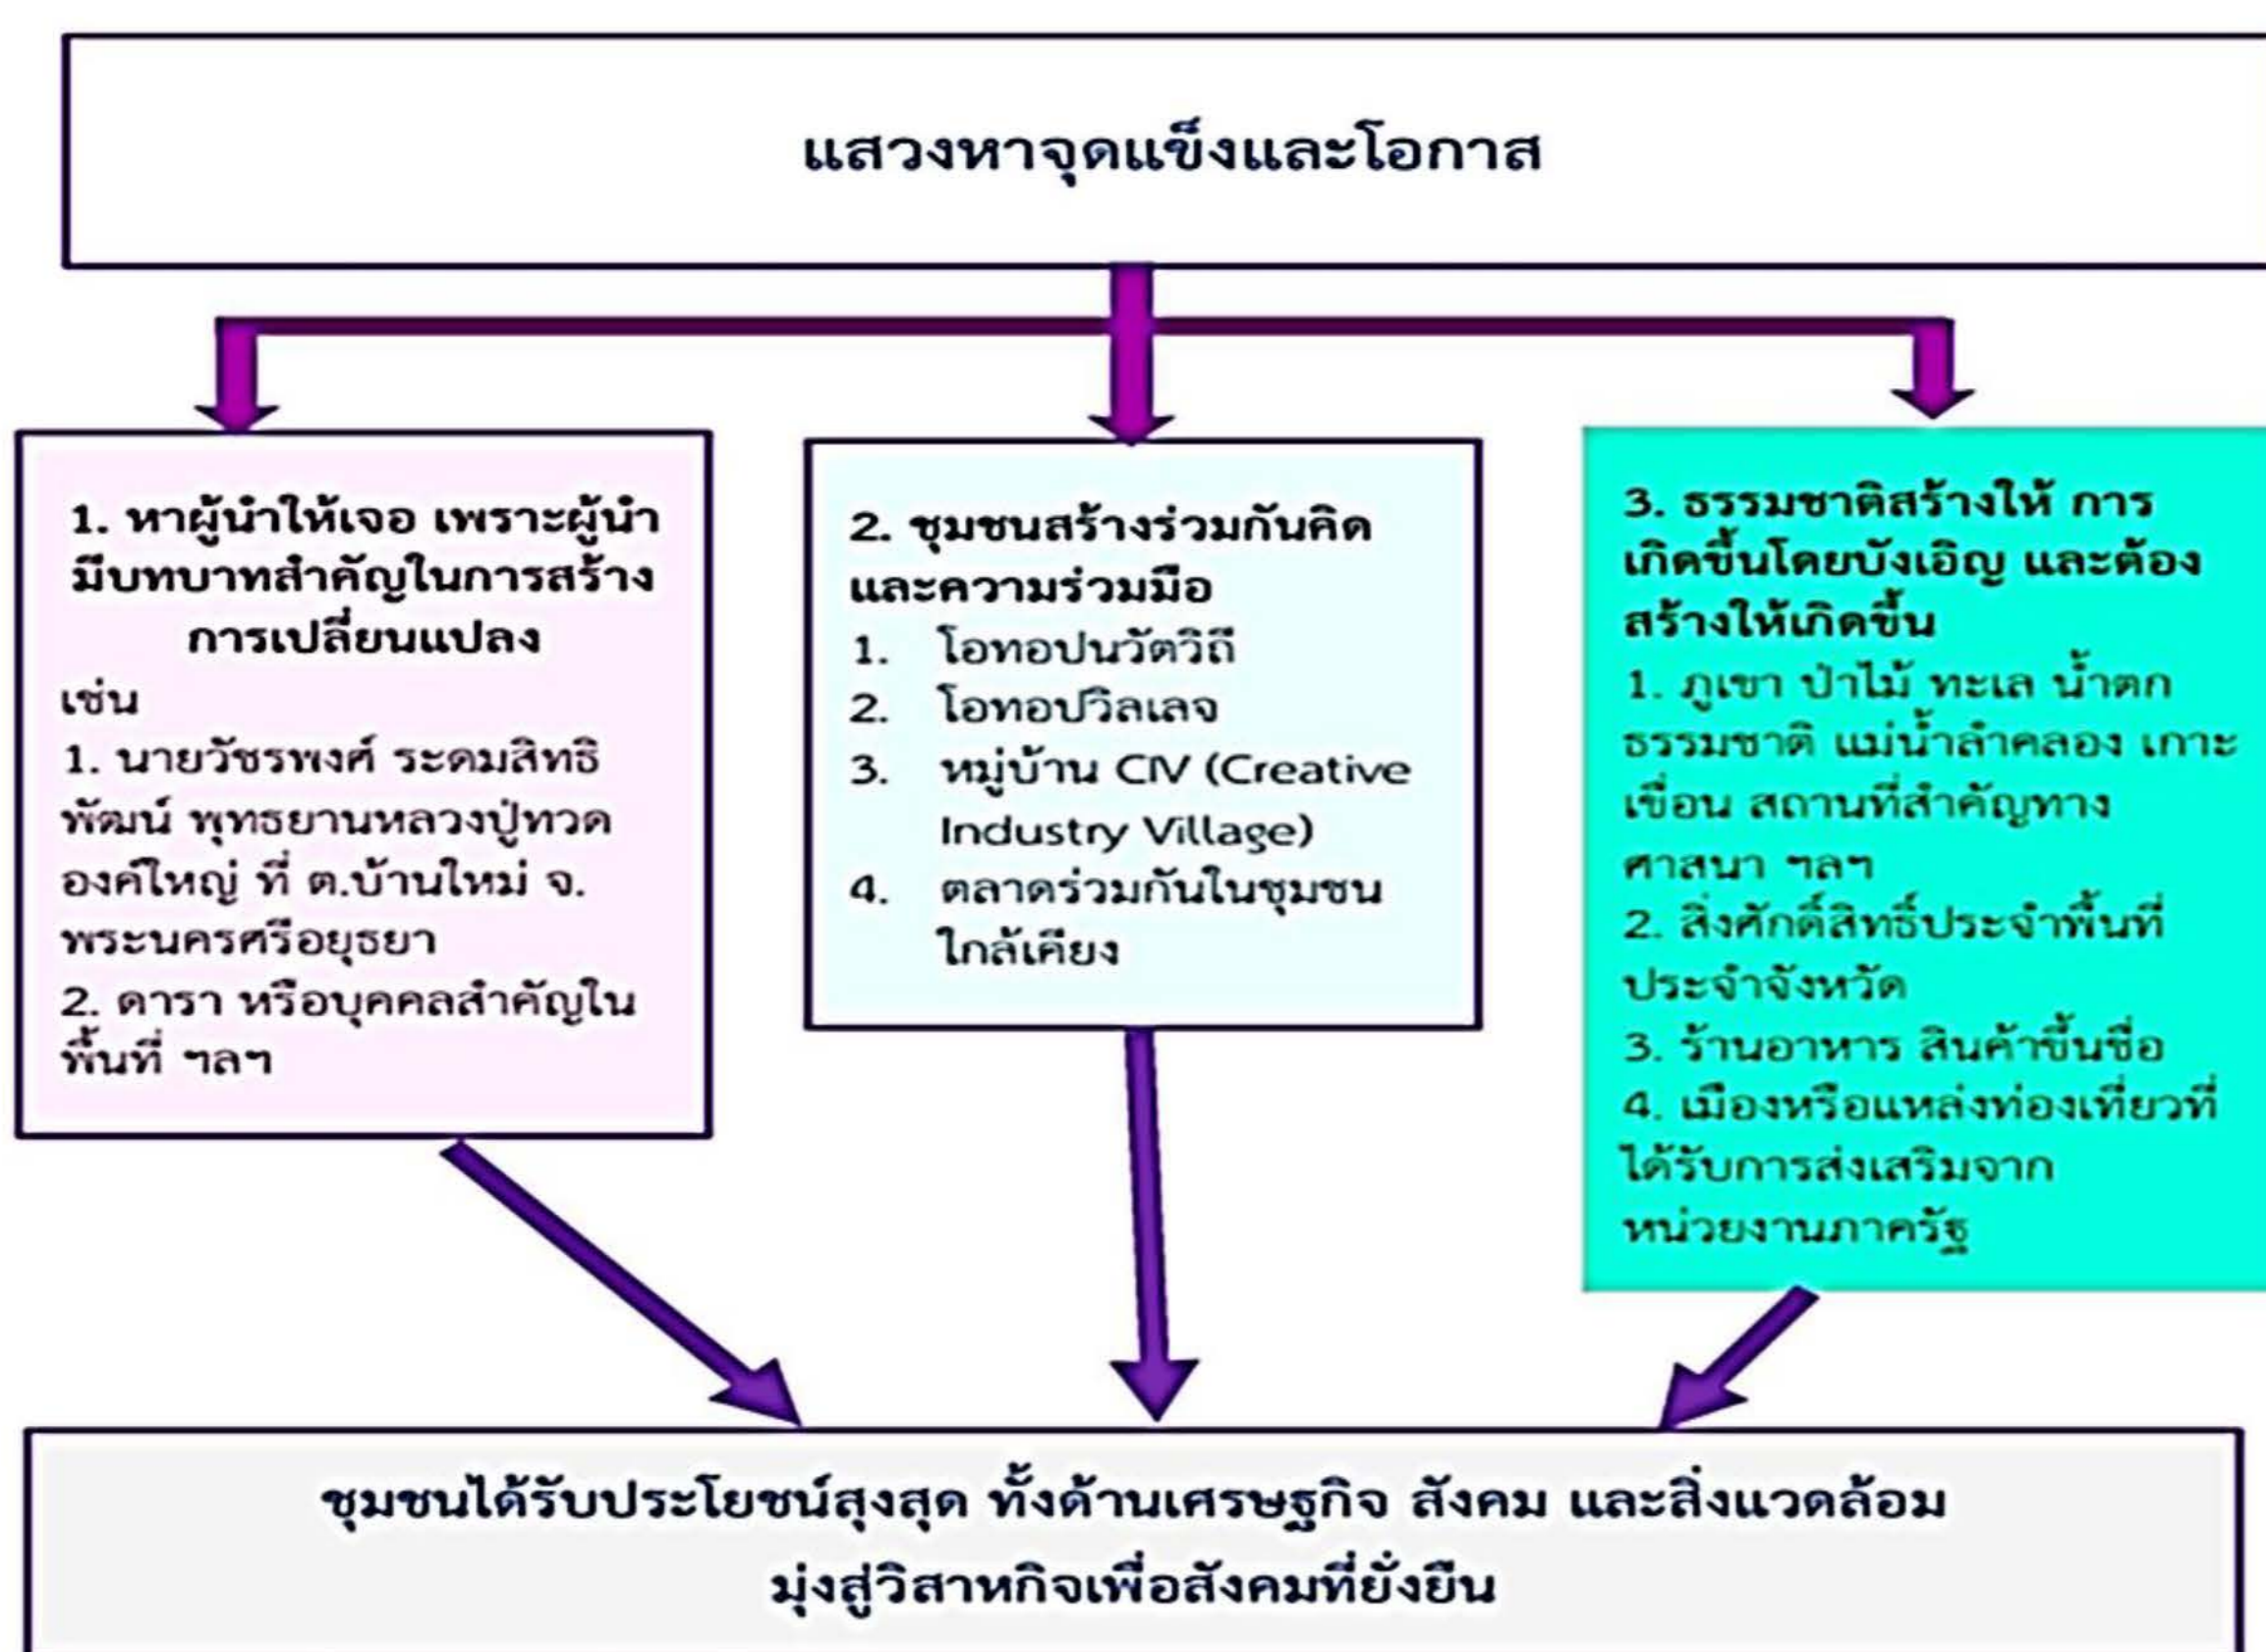 แสวงหาจุดแข็งและโอกาส
1. หาผู้นำให้เจอ เพราะผู้นำ
มีบทบาทสำคัญในการสร้าง
การเปลี่ยนแปลง
เช่น
1. นายวัชรพงศ์ ระดมสิทธิ
พัฒน์ พุทธยานหลวงปู่ทวด
องค์ใหญ่ ที่ ต.บ้านใหม่ จ.
พระนครศรีอยุธยา
2. ดารา หรือบุคคลสำคัญใน
พื้นที่ ฯลฯ
2. ชุมชนสร้างร่วมกันคิด
และความร่วมมือ
1. โอทอปนวัตวิถี
2. โอทอปวิลเลจ
3. หมู่บ้าน CIV (Creative
Industry Village)
4. ตลาดร่วมกันในชุมชน
ใกล้เคียง
3. ธรรมชาติสร้างให้ การ
เกิดขึ้นโดยบังเอิญ และต้อง
สร้างให้เกิดขึ้น
1. ภูเขา ป่าไม้ ทะเล น้ำตก
ธรรมชาติ แม่น้ำลำคลอง เกาะ
เขื่อน สถานที่สำคัญทาง
ศาสนา ฯลฯ
2. สิ่งศักดิ์สิทธิ์ประจำพื้นที่
ประจำจังหวัด
3. ร้านอาหาร สินค้าขึ้นชื่อ
4. เมืองหรือแหล่งท่องเที่ยวที่
ได้รับการส่งเสริมจาก
หน่วยงานภาครัฐ
ชุมชนได้รับประโยชน์สูงสุด ทั้งด้านเศรษฐกิจ สังคม และสิ่งแวดล้อม
มุ่งสู่วิสาหกิจเพื่อสังคมที่ยั่งยืน